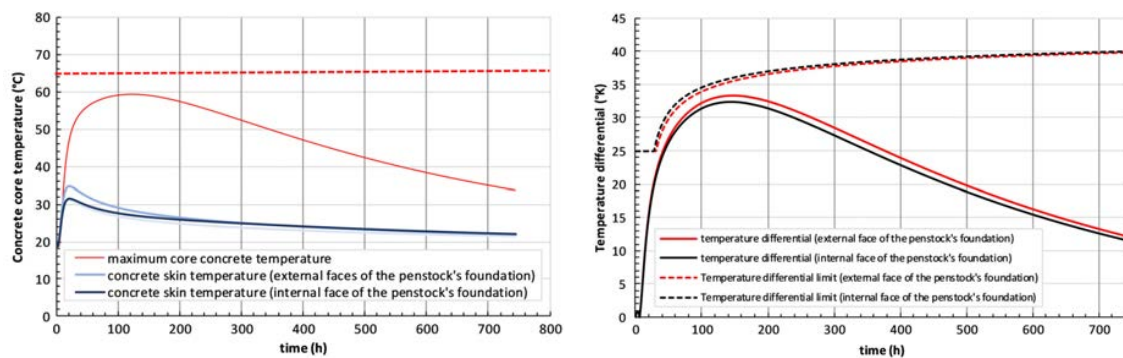 Concrete core temperature (°C)
80
70
60
50
40
30
20
10
0
maximum core concrete temperature
concrete skin temperature (external faces of the penstock's foundation)
concrete skin temperature (internal face of the penstock's foundation)
0 100 200 300 400 500 600 700 800
time (h)
Temperature differential (°K)
45
40
35
30
25
20
15
10
5
0
temperature differential (external face of the penstock's foundation)
temperature differential (internal face of the penstock's foundation)
Temperature differential limit (external face of the penstock's foundation)
Temperature differential limit (internal face of the penstock's foundation)
0 100 200 300 400 500 600 700
time (h)